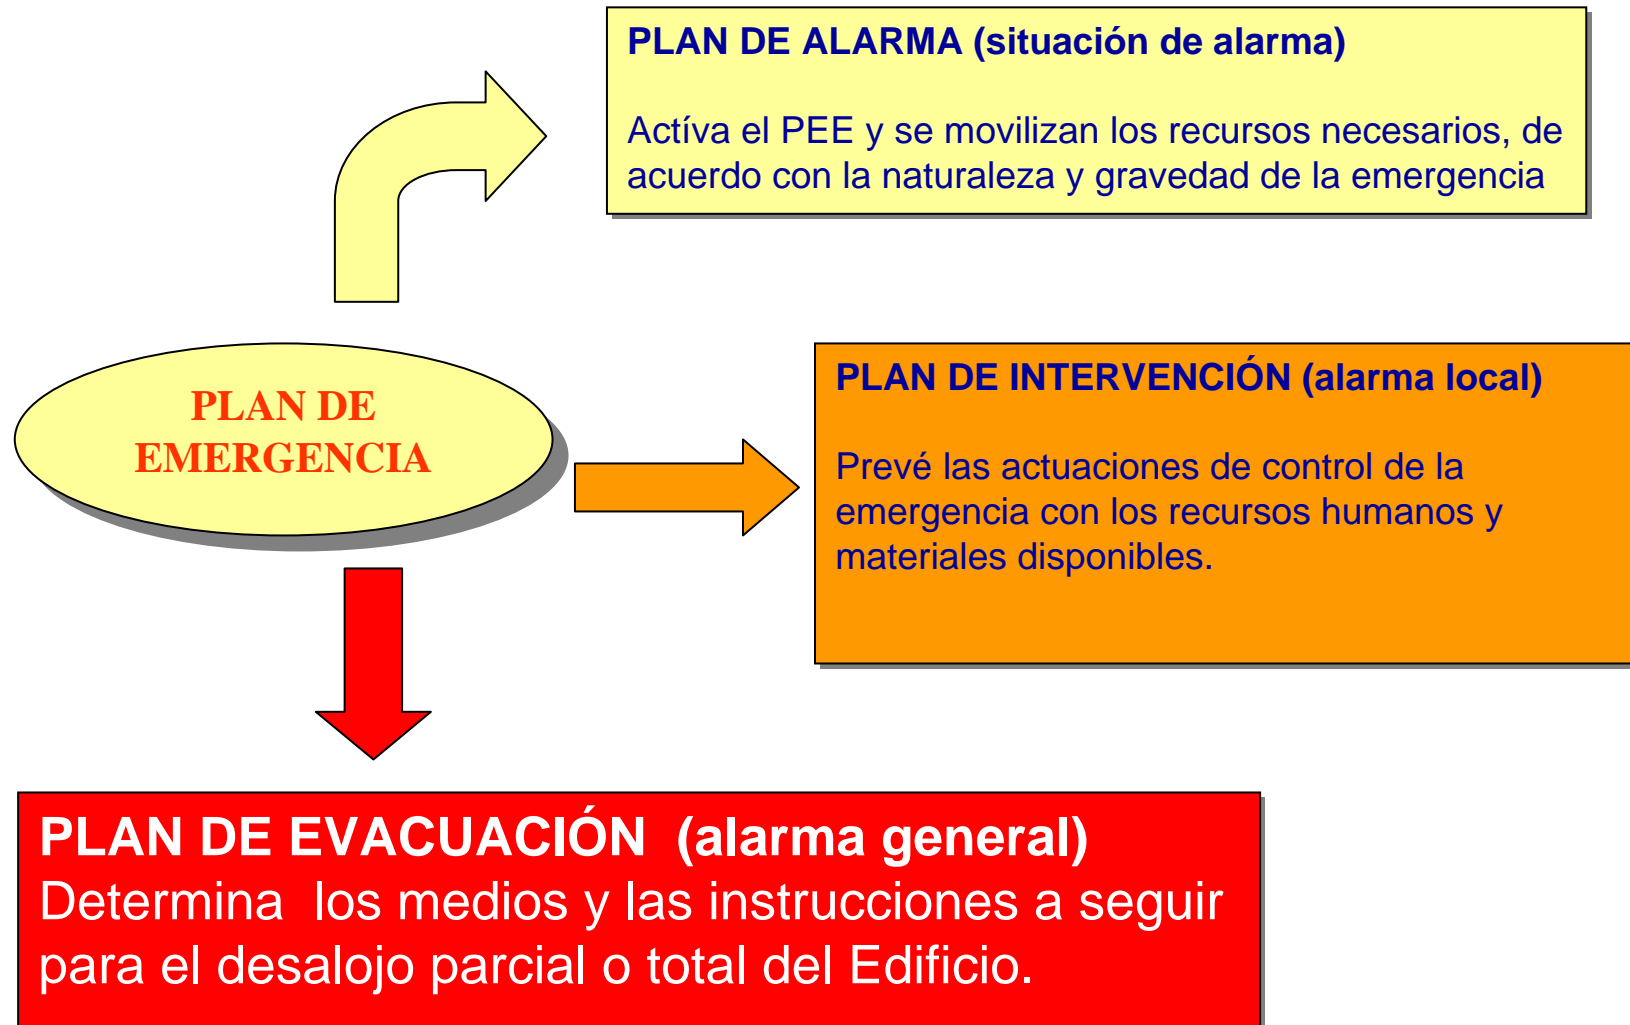 PLAN DE ALARMA (situación de alarma)
Actíva el PEE y se movilizan los recursos necesarios, de
acuerdo con la naturaleza y gravedad de la emergencia
PLAN DE
EMERGENCIA
PLAN DE INTERVENCIÓN (alarma local)
Prevé las actuaciones de control de la
emergencia con los recursos humanos y
materiales disponibles.
PLAN DE EVACUACIÓN (alarma general)
Determina los medios y las instrucciones a seguir
para el desalojo parcial o total del Edificio.